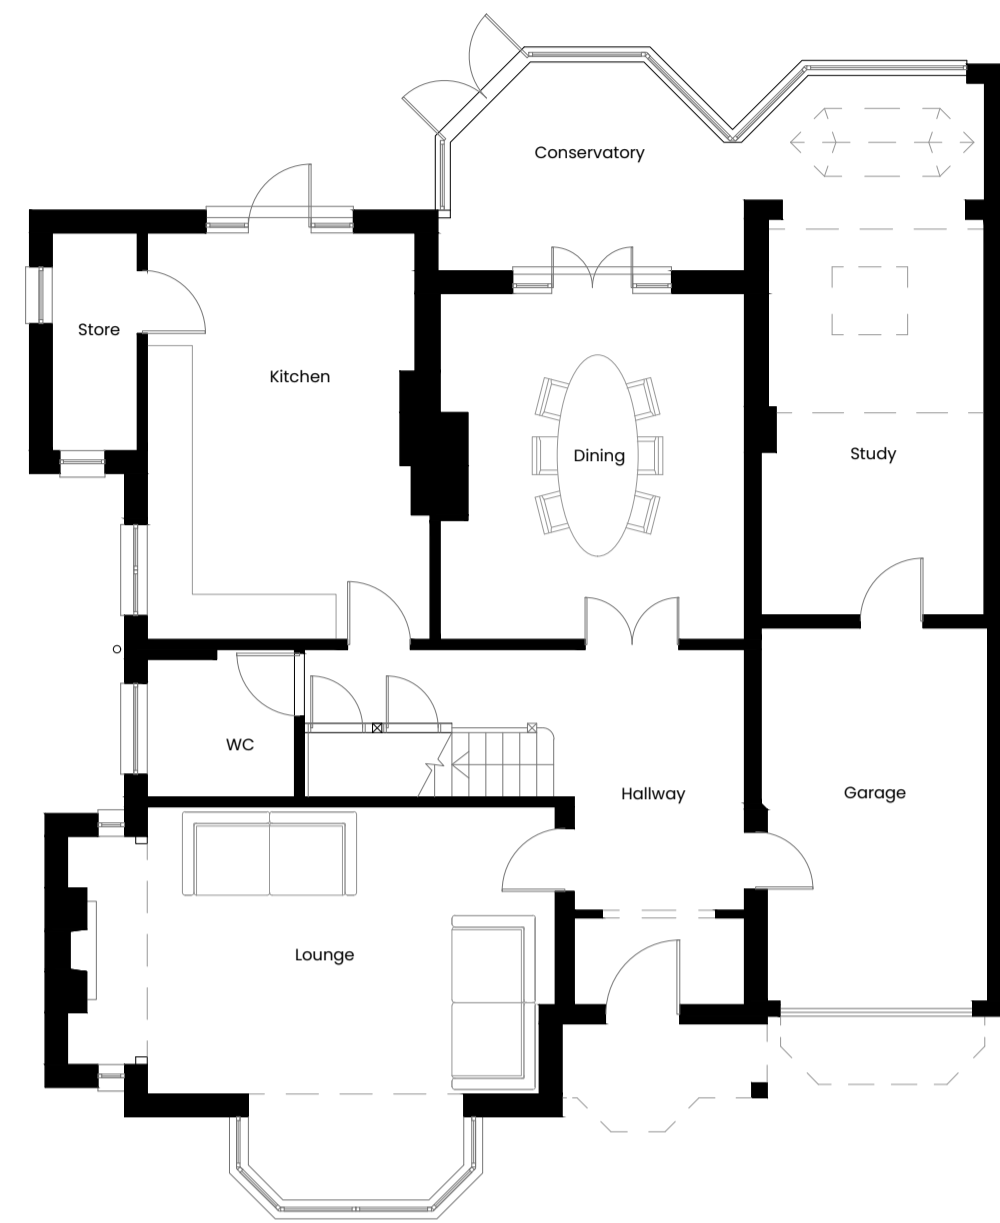 Conservatory
Store
Kitchen
Dining
Study
WC
Hallway
Garage
Lounge